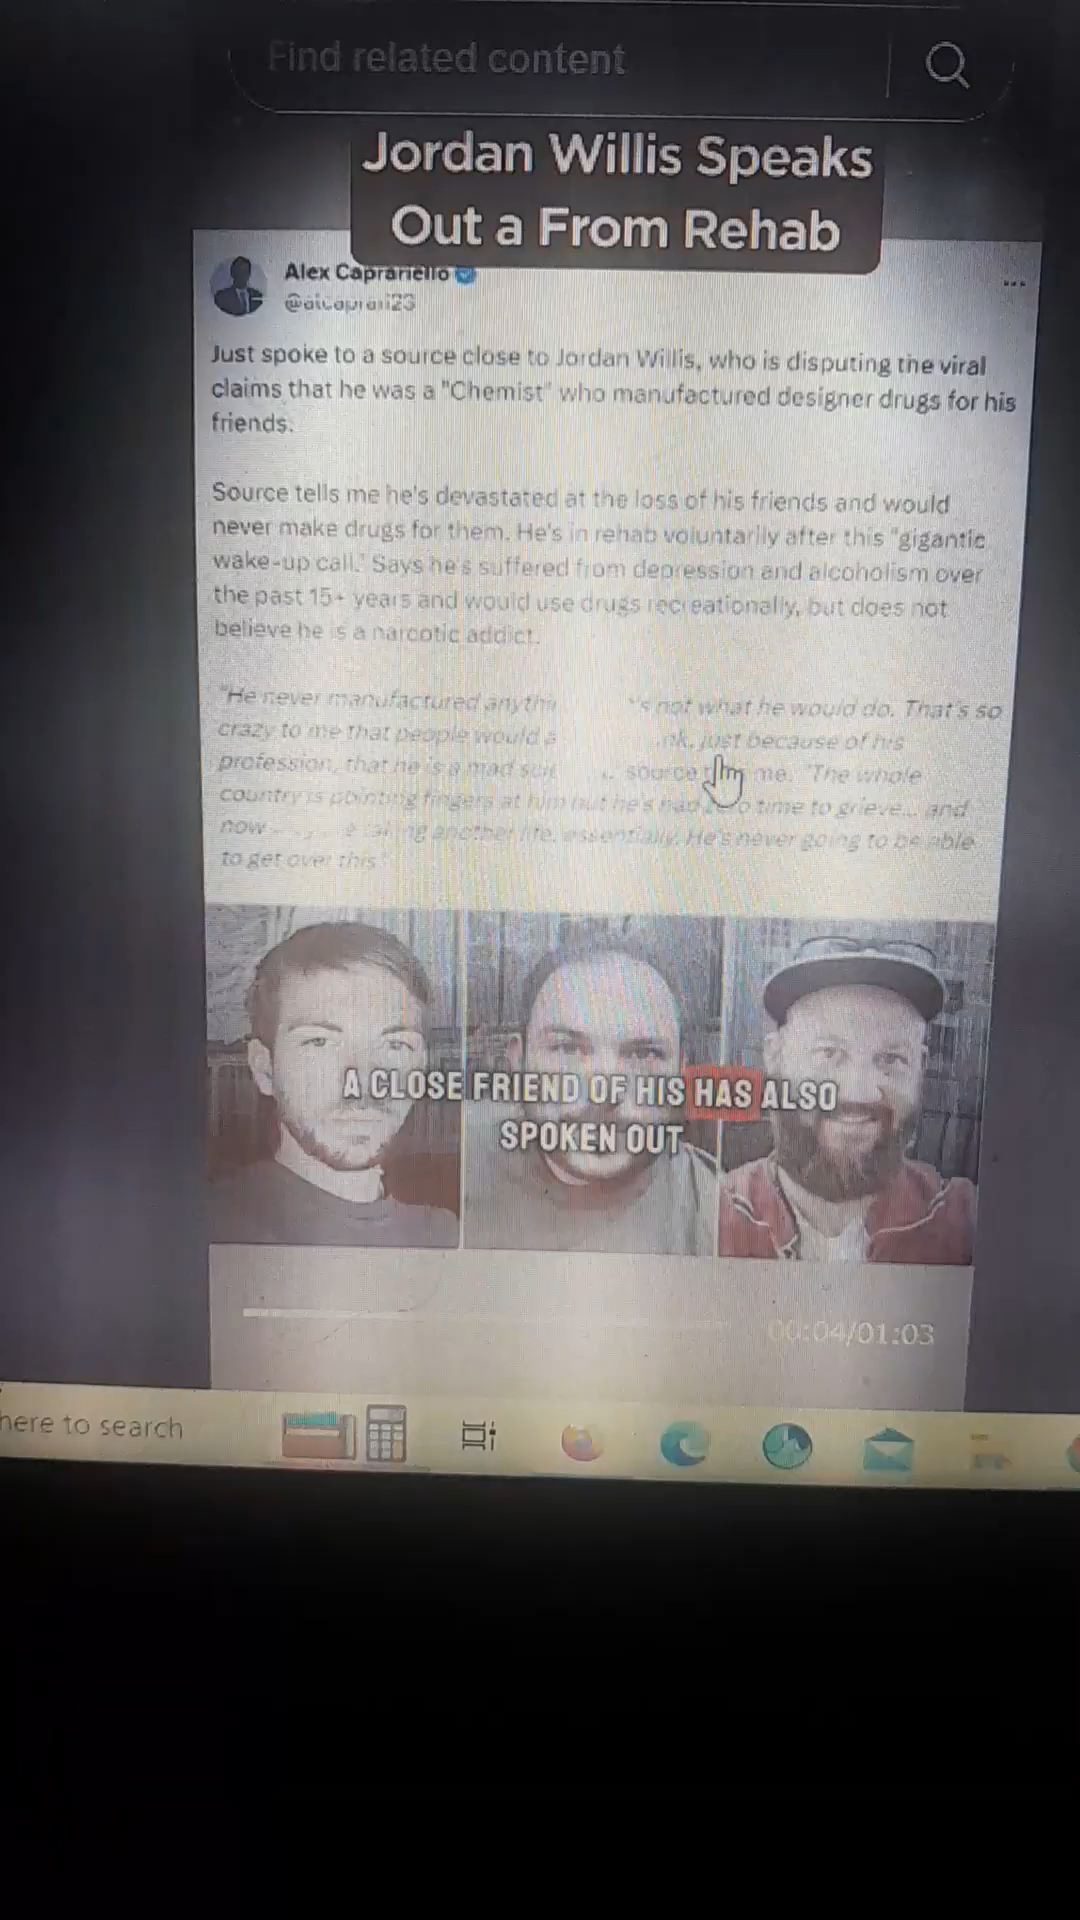 Find related content
Jordan Willis Speaks
Out a From Rehab
Alex Caprariello
Just spoke to a source close to Jordan Willis, who is disputing the viral
claims that he was a "Chemist" who manufactured designer drugs for his
friends.
Source tells me he's devastated at the loss of his friends and would
never make drugs for them. He's in rehab voluntarily after this "gigantic
wake-up call." Says he's suffered from depression and alcoholism over
the past 15+ years and would use drugs recreationally, but does not
believe he is a narcotic addict.
"He never manufactured not what he would do. That's so
crazy to me that people would just because of his
profession, that he is a mad source me. "The whole
country is pointing fingers at him but he's had zero time to grieve... and
now another life, essentially. He's never going to be able
to get over this."
A CLOSE FRIEND OF HIS HAS ALSO
SPOKEN OUT
00:04/01:03
here to search